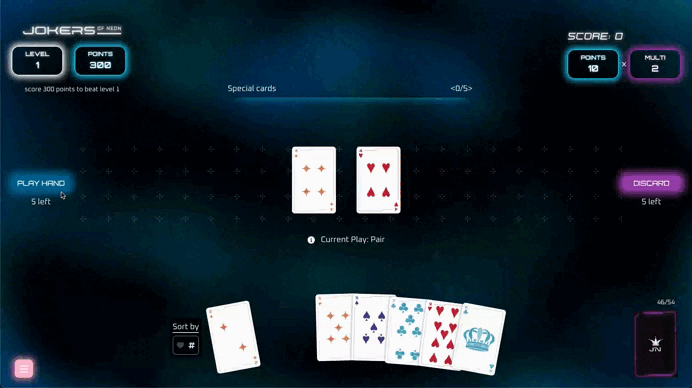 JOKERS OF NEON
SCORE: 0
LEVEL
1
POINTS
300
POINTS
10
x
MULTI
2
score 300 points to beat level 1
Special cards
<0/5>
PLAY HAND
5 left
DISCARD
5 left
Current Play: Pair
Sort by
#
46/54
JN